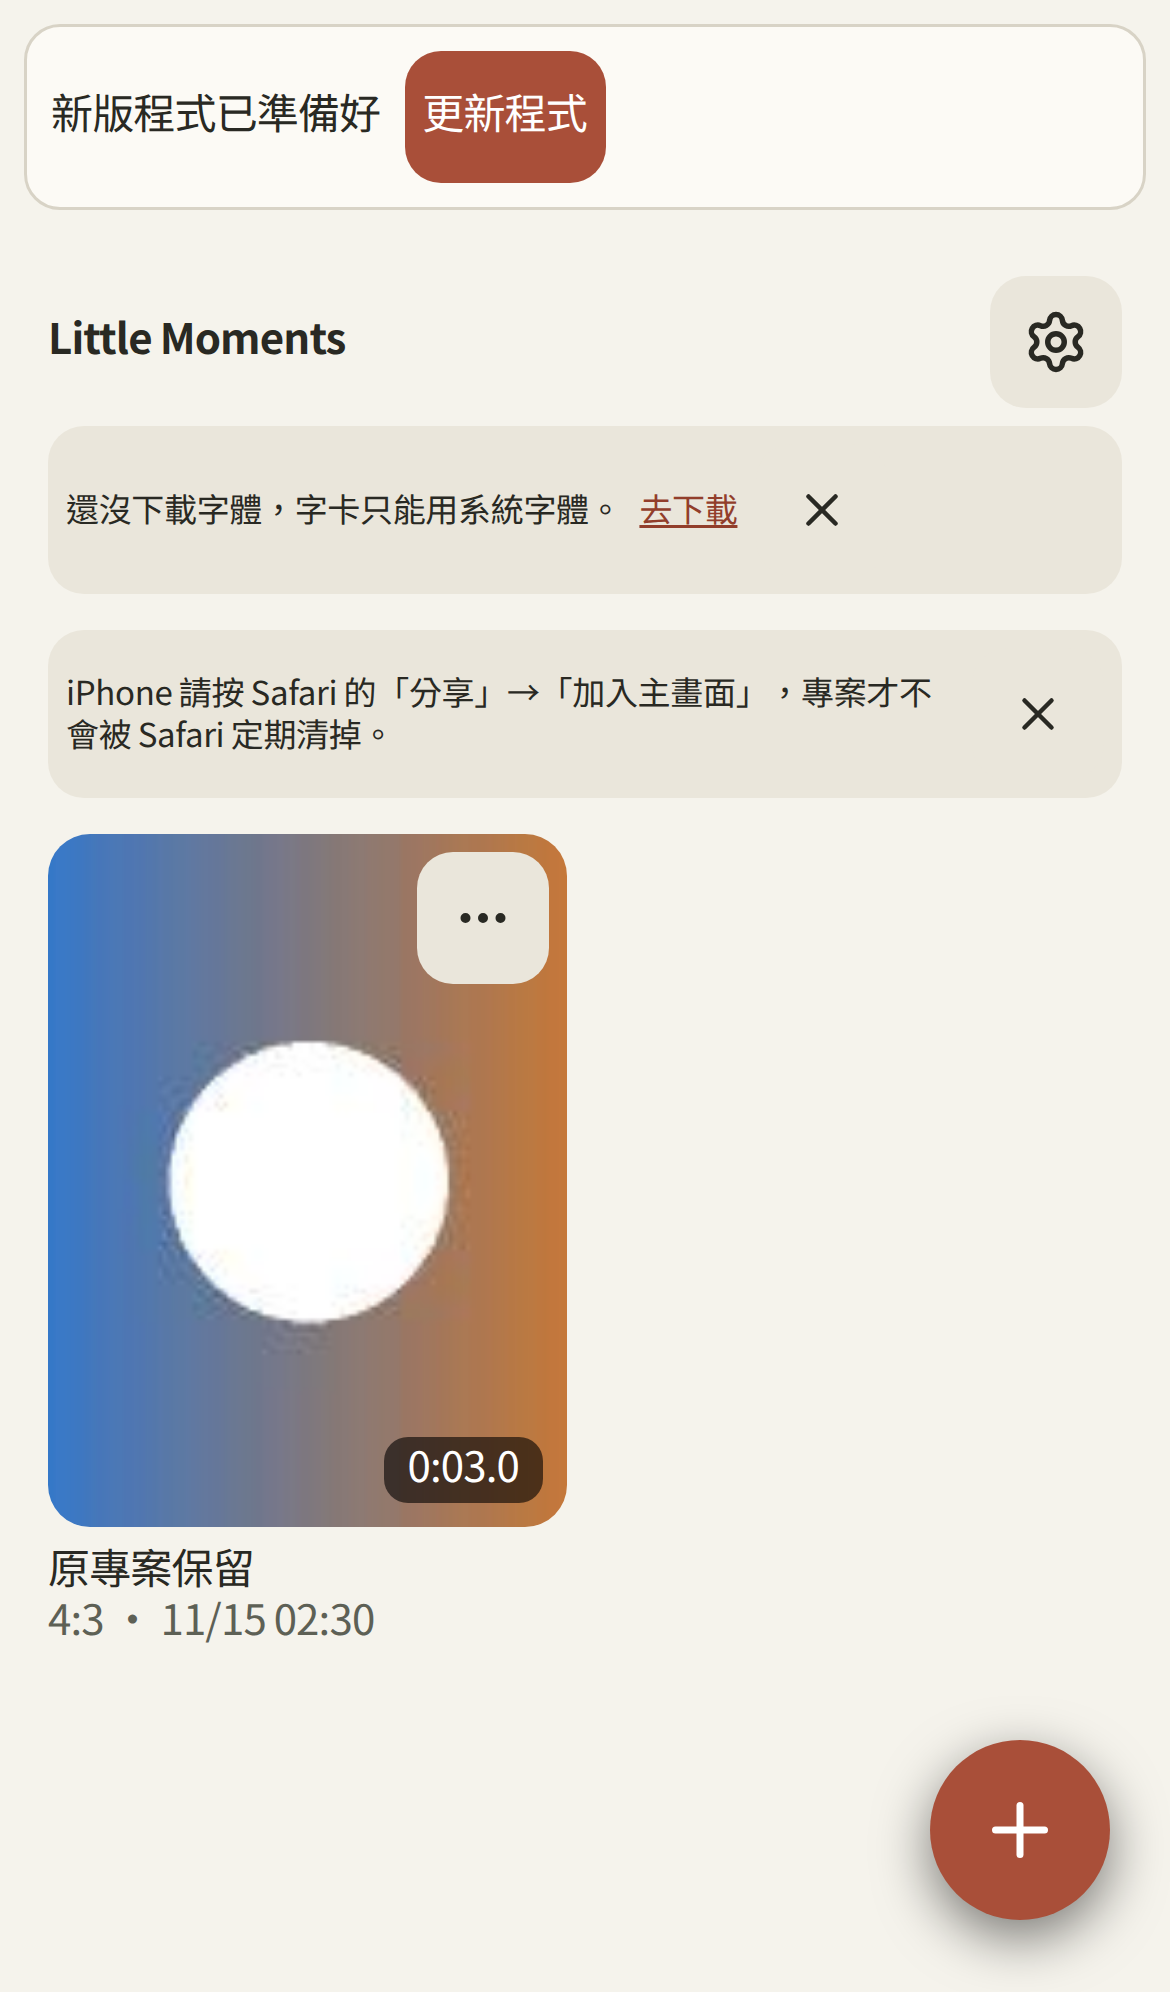 新版程式已準備好 更新程式
Little Moments
還沒下載字體，字卡只能用系統字體。 去下載
iPhone 請按 Safari 的「分享」→「加入主畫面」，專案才不
會被 Safari 定期清掉。
0:03.0
原專案保留
4:3 · 11/15 02:30